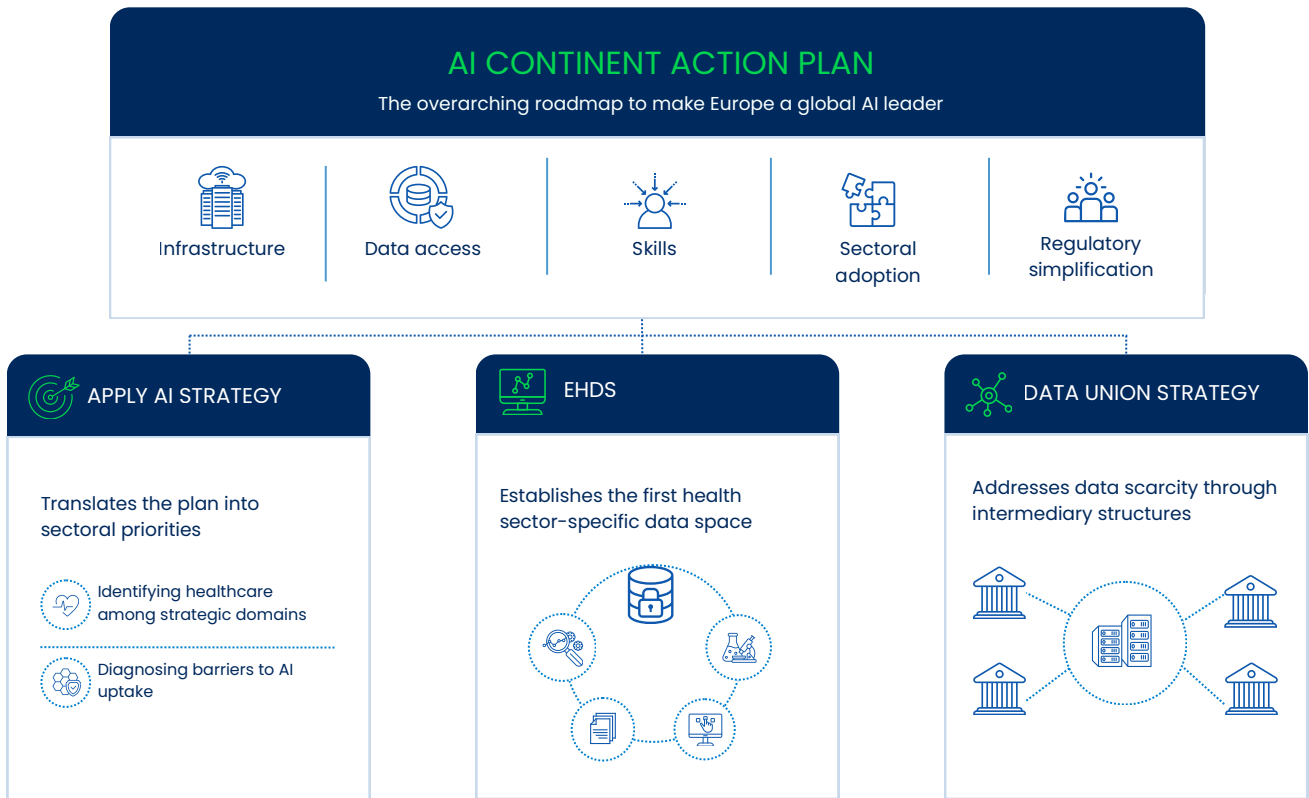 AI CONTINENT ACTION PLAN
The overarching roadmap to make Europe a global AI leader
Infrastructure
Data access
Skills
Sectoral
adoption
Regulatory
simplification
APPLY AI STRATEGY
Translates the plan into
sectoral priorities
Identifying healthcare
among strategic domains
Diagnosing barriers to AI
uptake
EHDS
Establishes the first health
sector-specific data space
DATA UNION STRATEGY
Addresses data scarcity through
intermediary structures